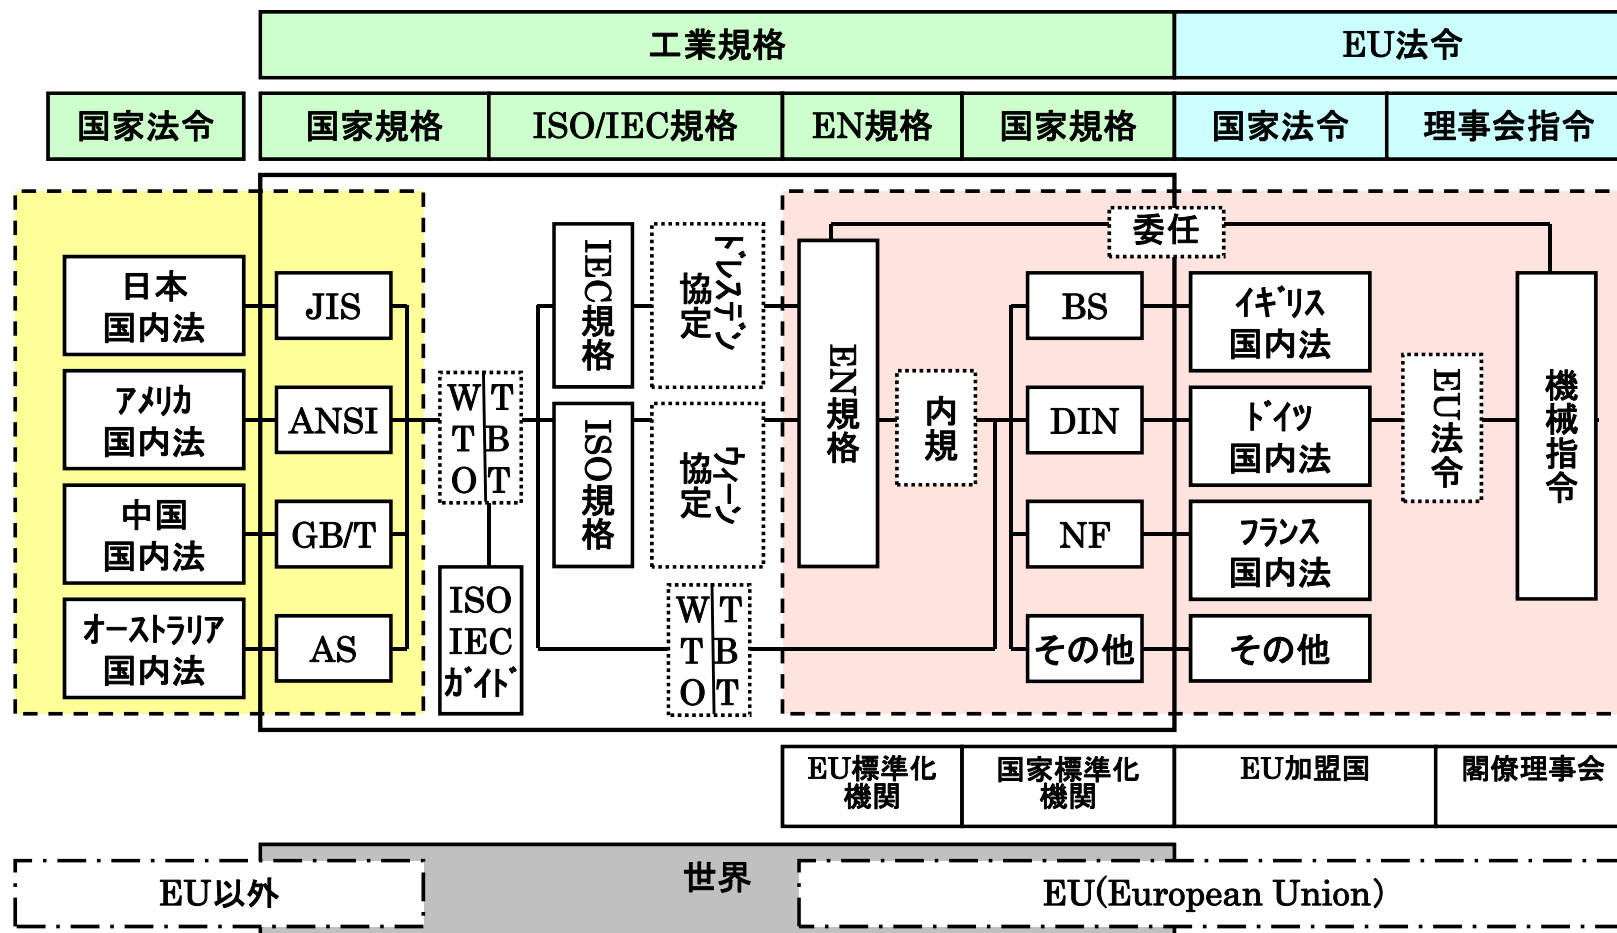 工業規格
EU法令
国家法令
国家規格
ISO/IEC規格
EN規格
国家規格
国家法令
理事会指令
委任
日本
国内法
アメリカ
国内法
中国
国内法
オーストラリア
国内法
JIS
ANSI
GB/T
AS
WTO
TBT
ISO
IEC
ガイド
IEC規格
ISO規格
ドレスデン
協定
ウィーン
協定
WTO
TBT
EN規格
内規
BS
DIN
NF
その他
イギリス
国内法
ドイツ
国内法
フランス
国内法
その他
EU法令
機械指令
EU標準化
機関
国家標準化
機関
EU加盟国
閣僚理事会
世界
EU以外
EU(European Union)